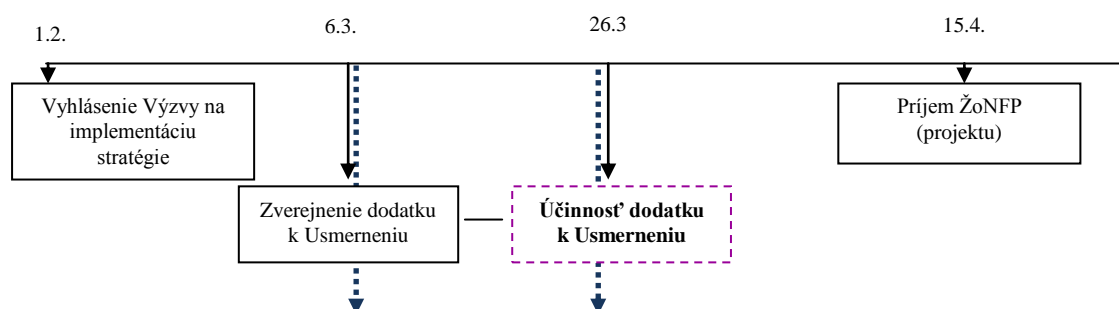 1.2.
6.3.
26.3
15.4.
Vyhlásenie Výzvy na
implementáciu
stratégie
Príjem ŽoNFP
(projektu)
Zverejnenie dodatku
k Usmerneniu
Účinnosť dodatku
k Usmerneniu